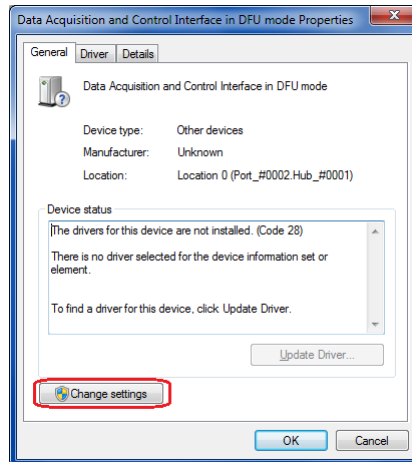 Data Acquisition and Control Interface in DFU mode Properties
General Driver Details
Data Acquisition and Control Interface in DFU mode
Device type: Other devices
Manufacturer: Unknown
Location: Location 0 (Port_#0002.Hub_#0001)
Device status
The drivers for this device are not installed. (Code 28)
There is no driver selected for the device information set or
element.
To find a driver for this device, click Update Driver.
Update Driver...
Change settings
OK Cancel